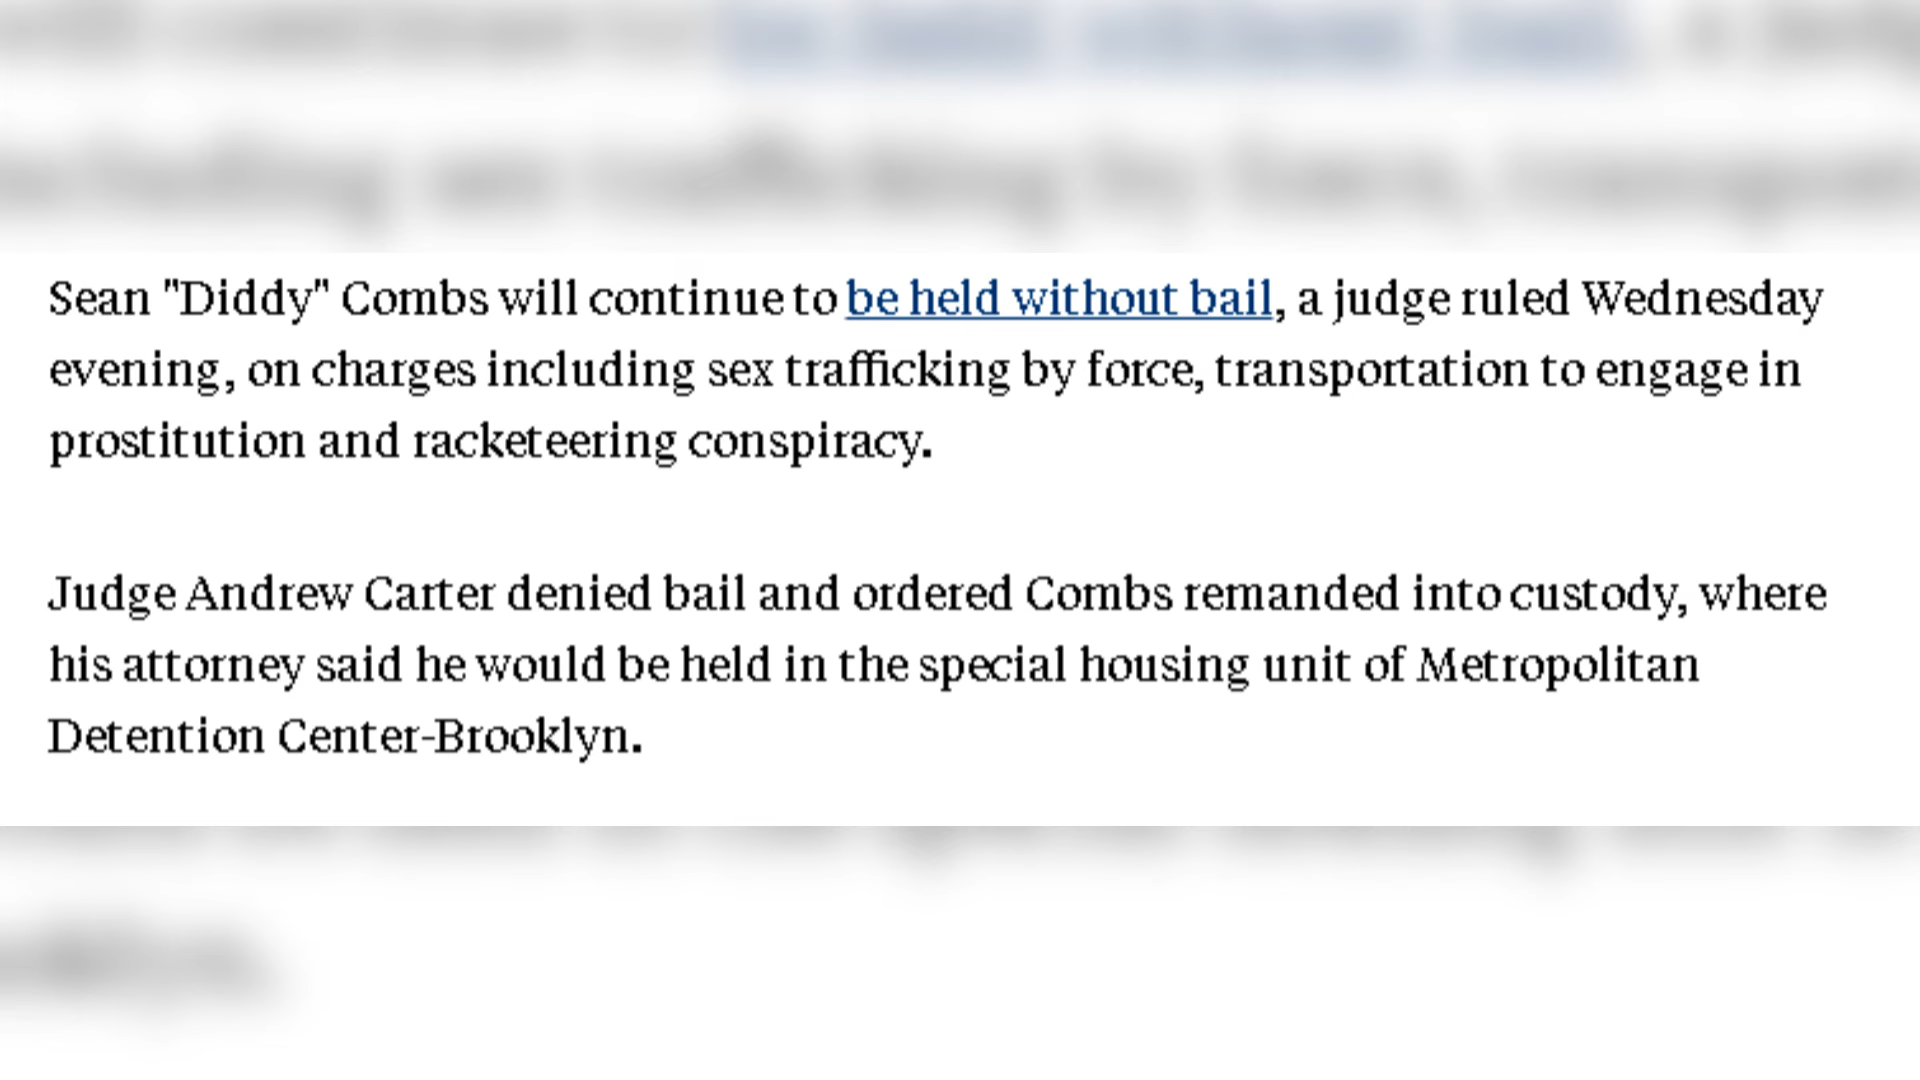 Sean "Diddy" Combs will continue to be held without bail, a judge ruled Wednesday
evening, on charges including sex trafficking by force, transportation to engage in
prostitution and racketeering conspiracy.
Judge Andrew Carter denied bail and ordered Combs remanded into custody, where
his attorney said he would be held in the special housing unit of Metropolitan
Detention Center-Brooklyn.